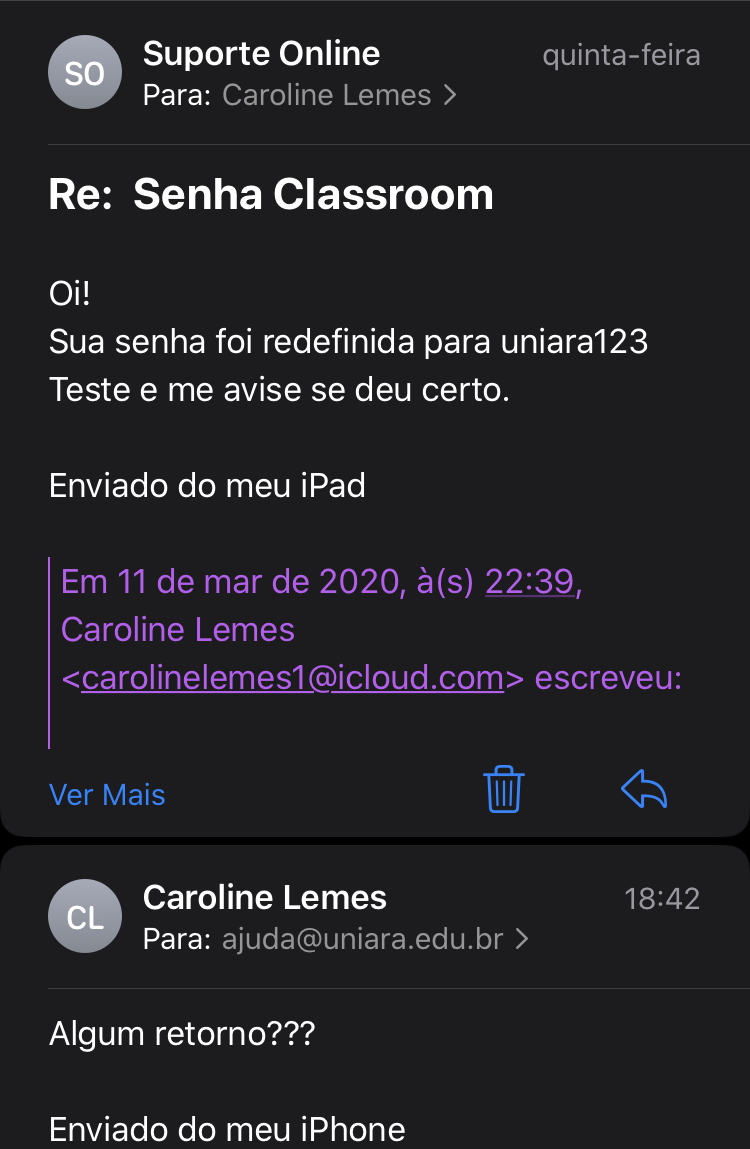 SO
Suporte Online
quinta-feira
Para: Caroline Lemes >
Re: Senha Classroom
Oi!
Sua senha foi redefinida para uniara123
Teste e me avise se deu certo.
Enviado do meu iPad
Em 11 de mar de 2020, à(s) 22:39,
Caroline Lemes
<carolinelemes1@icloud.com> escreveu:
Ver Mais
CL
Caroline Lemes
18:42
Para: ajuda@uniara.edu.br >
Algum retorno???
Enviado do meu iPhone